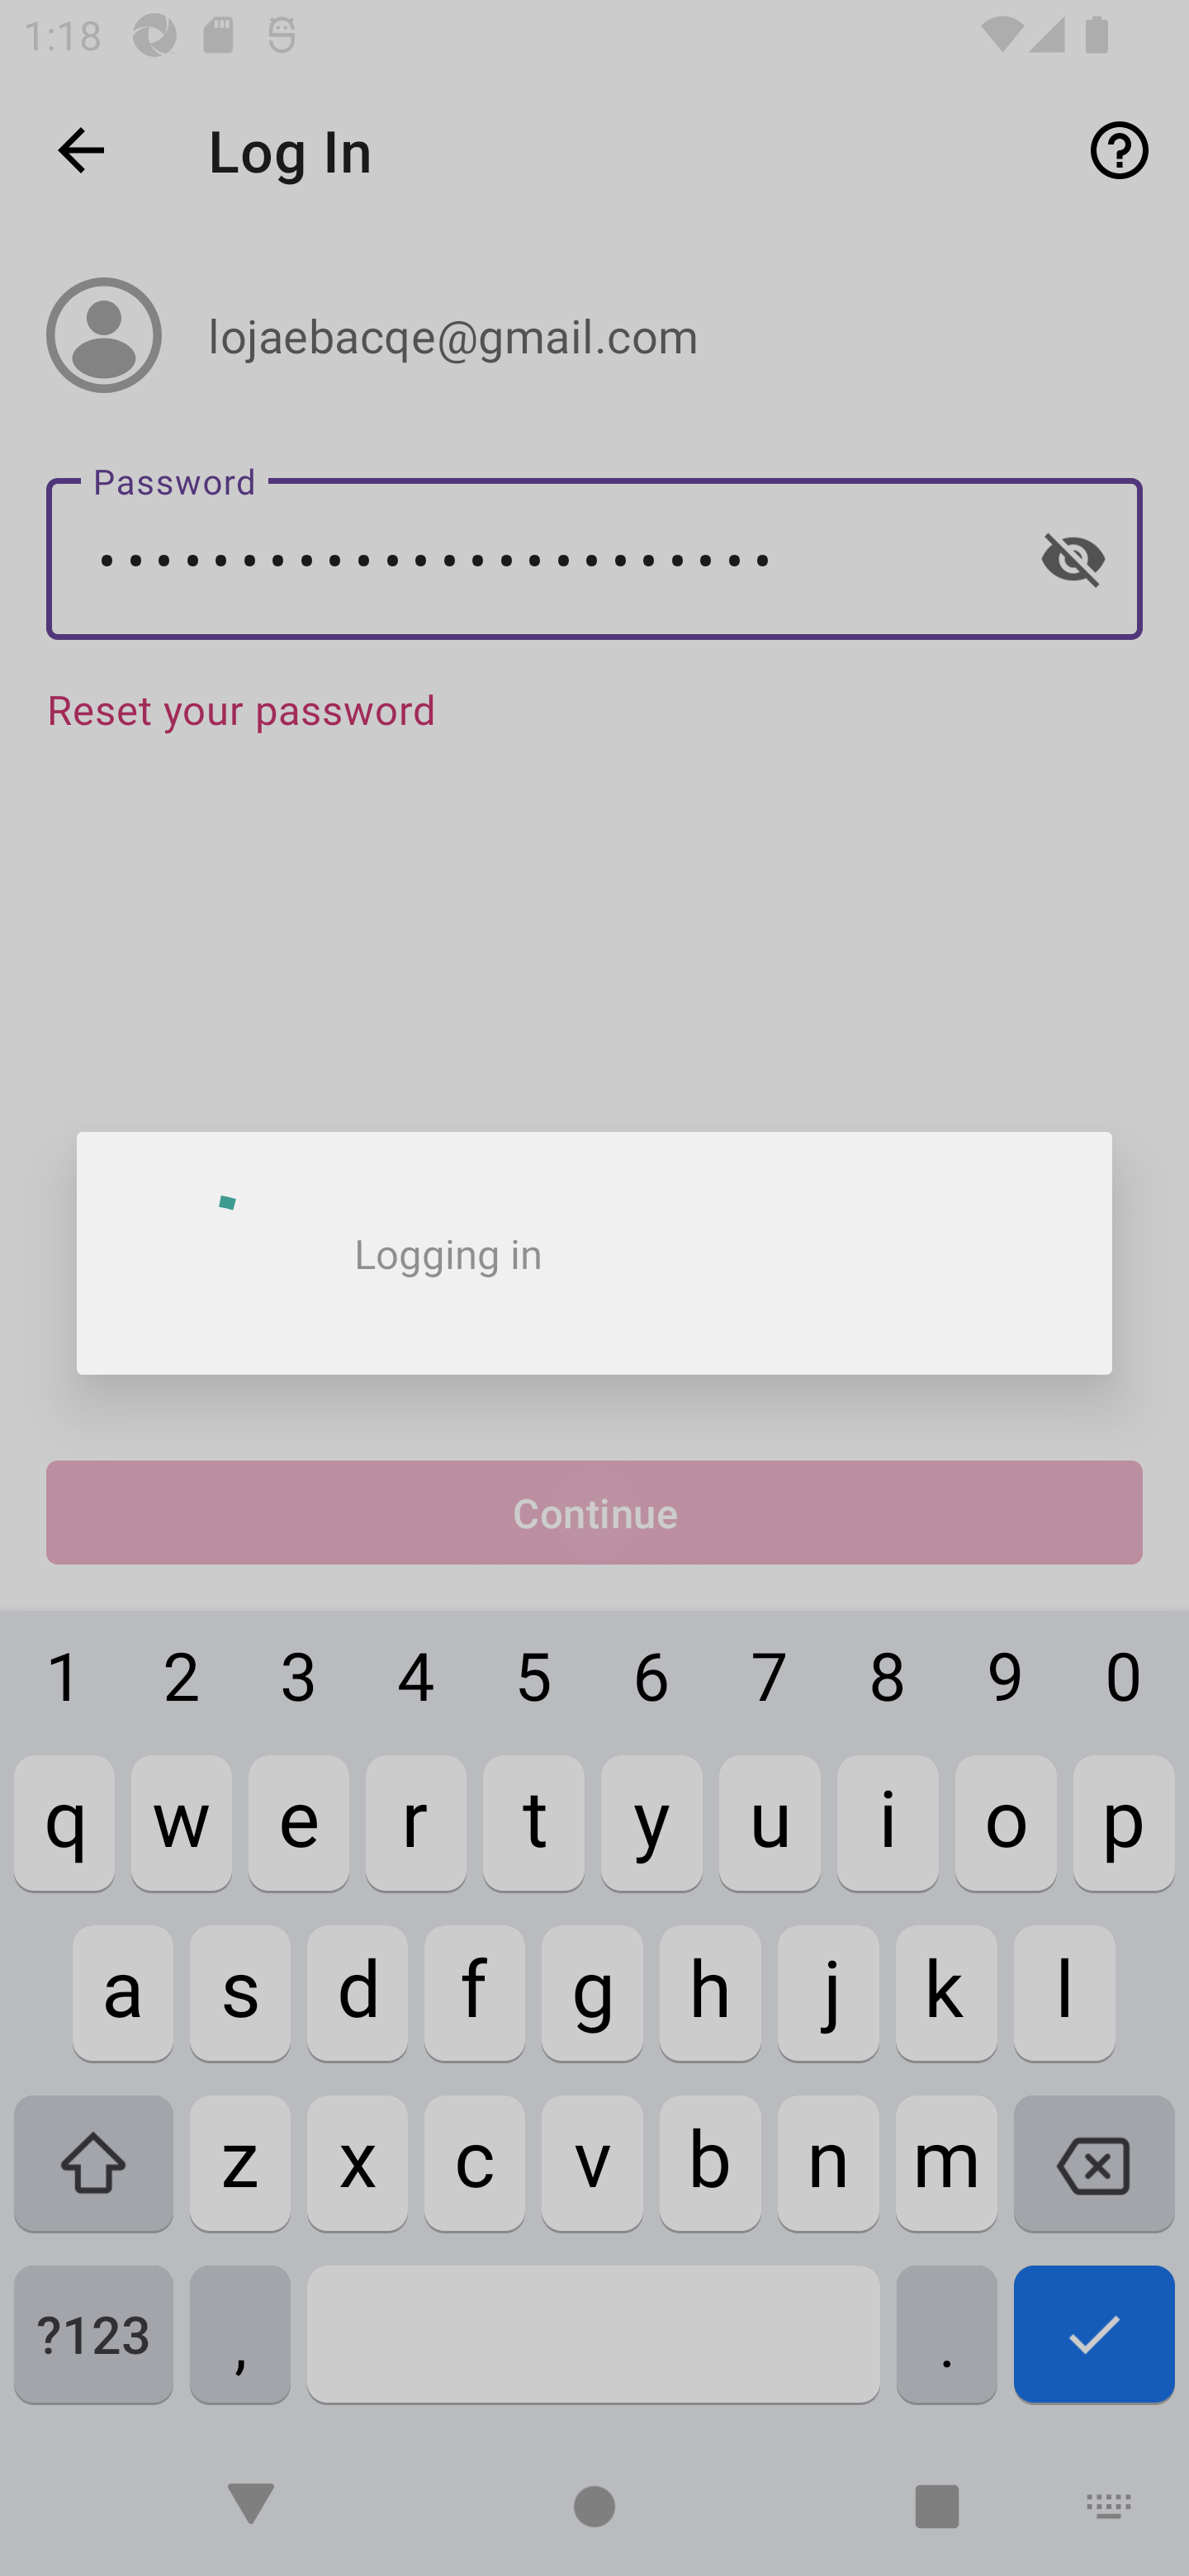 1:18
Log In
lojaebacqe@gmail.com
Password
••••••••••••••••••••••••
Reset your password
Logging in
Continue
1 2 3 4 5 6 7 8 9 0
q w e r t y u i o p
a s d f g h j k l
z x c v b n m
?123 , .